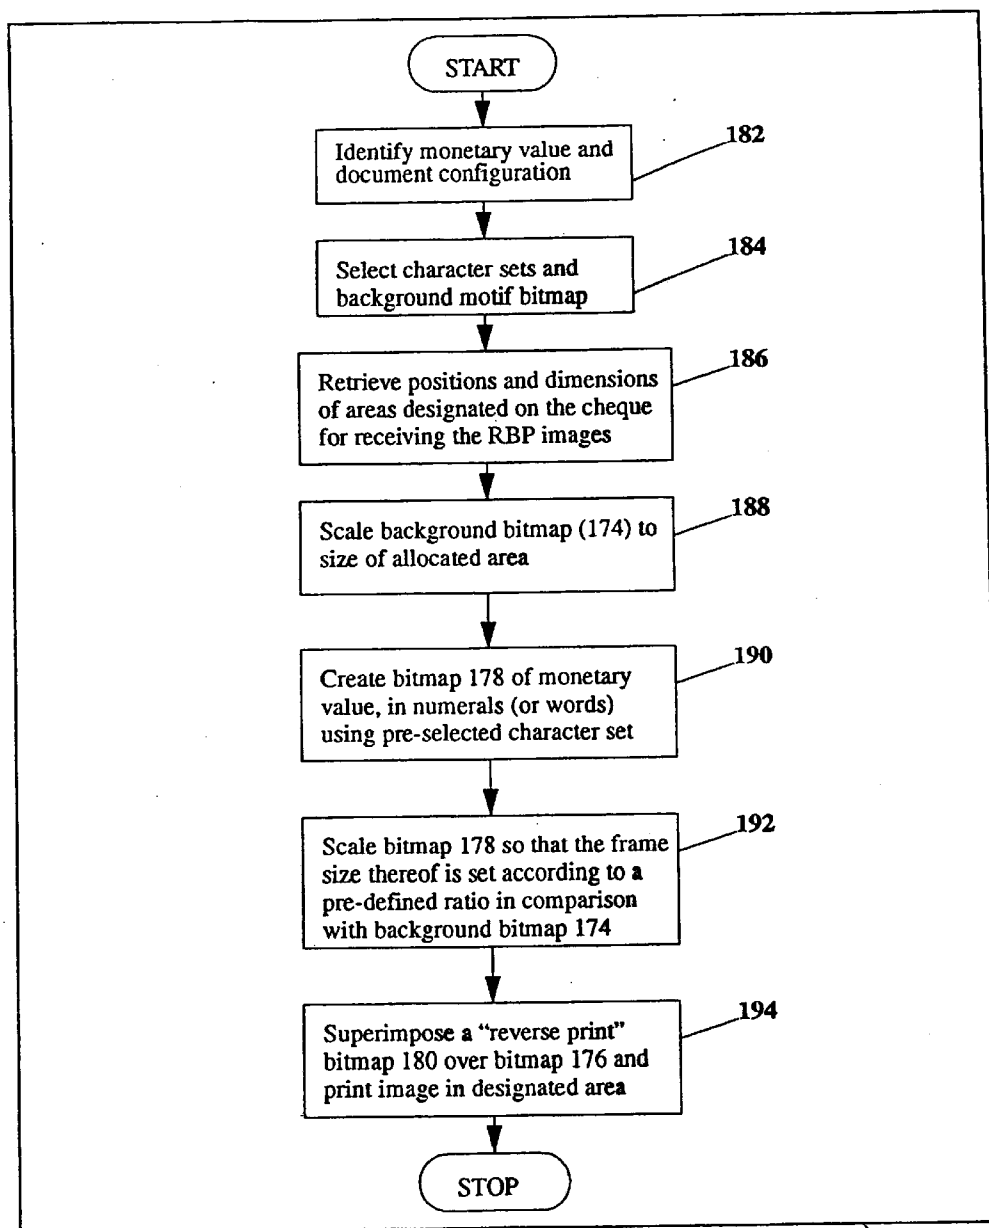 START
Identify monetary value and
document configuration
182
Select character sets and
background motif bitmap
184
Retrieve positions and dimensions
of areas designated on the cheque
for receiving the RBP images
186
Scale background bitmap (174) to
size of allocated area
188
Create bitmap 178 of monetary
value, in numerals (or words)
using pre-selected character set
190
Scale bitmap 178 so that the frame
size thereof is set according to a
pre-defined ratio in comparison
with background bitmap 174
192
Superimpose a “reverse print”
bitmap 180 over bitmap 176 and
print image in designated area
194
STOP